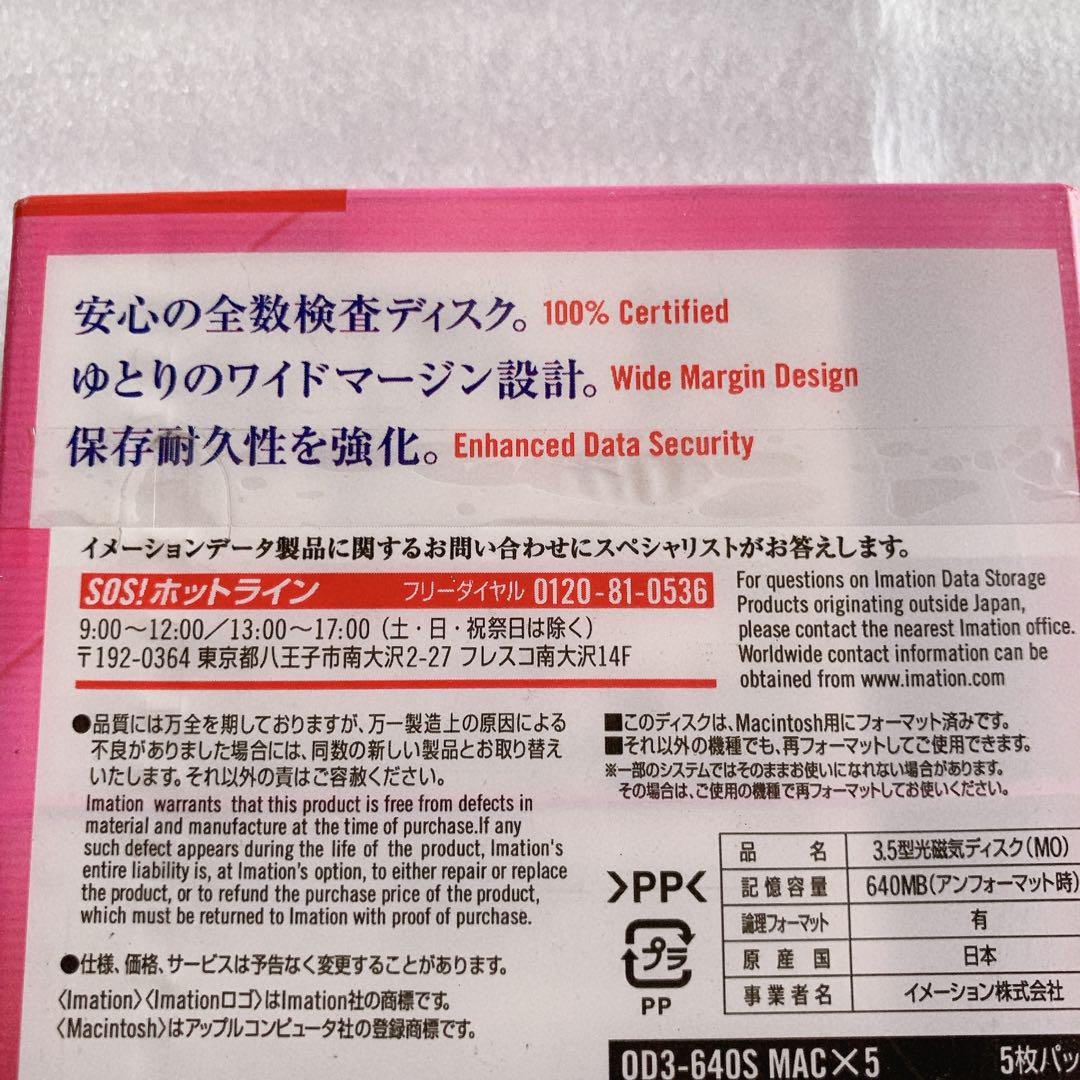 安心の全数検査ディスク。100% Certified
ゆとりのワイドマージン設計。Wide Margin Design
保存耐久性を強化。Enhanced Data Security
イメーションデータ製品に関するお問い合わせにスペシャリストがお答えします。
SOS!ホットライン フリーダイヤル 0120-81-0536
9:00〜12:00/13:00〜17:00(土・日・祝祭日は除く)
〒192-0364 東京都八王子市南大沢2-27 フレスコ南大沢14F
For questions on Imation Data Storage
Products originating outside Japan,
please contact the nearest Imation office.
Worldwide contact information can be
obtained from www.imation.com
●品質には万全を期しておりますが、万一製造上の原因による
不良がありました場合には、同数の新しい製品とお取り替え
いたします。それ以外の責はご容赦ください。
Imation warrants that this product is free from defects in
material and manufacture at the time of purchase.If any
such defect appears during the life of the product, Imation's
entire liability is, at Imation's option, to either repair or replace
the product, or to refund the purchase price of the product,
which must be returned to Imation with proof of purchase.
●仕様、価格、サービスは予告なく変更することがあります。
〈Imation〉〈Imationロゴ〉はImation社の商標です。
〈Macintosh〉はアップルコンピュータ社の登録商標です。
■このディスクは、Macintosh用にフォーマット済みです。
■それ以外の機種でも、再フォーマットしてご使用できます。
※一部のシステムではそのままお使いになれない場合があります。
その場合は、ご使用の機種で再フォーマットしてお使いください。
>PP<
プラ
PP
品名 3.5型光磁気ディスク(MO)
記憶容量 640MB(アンフォーマット時)
論理フォーマット 有
原産国 日本
事業者名 イメーション株式会社
OD3-640S MAC×5 5枚パッ